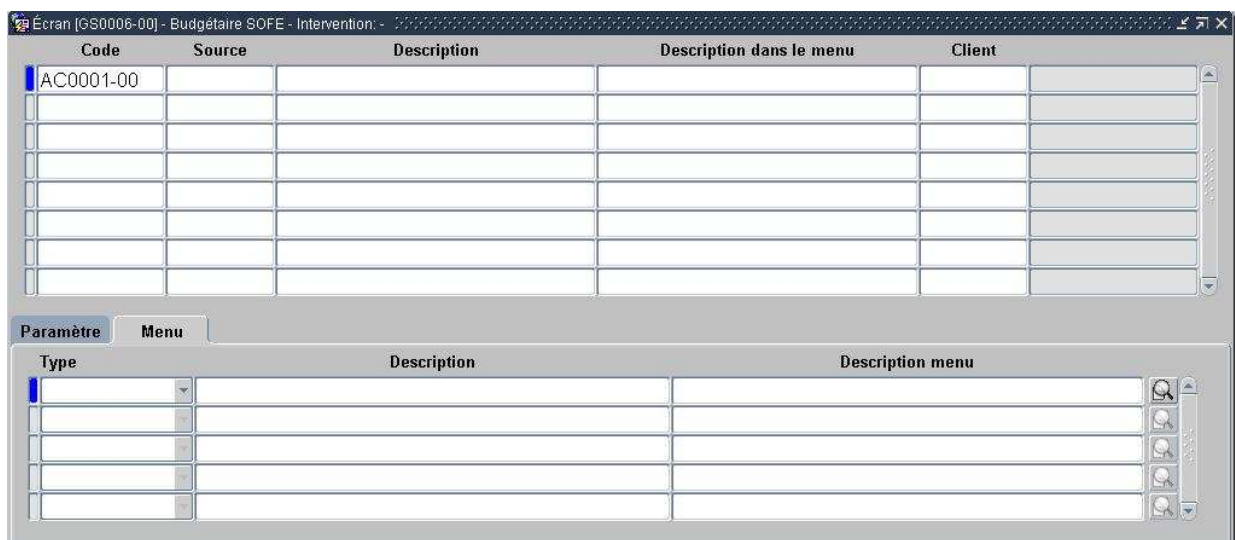 Écran [GS0006-00] - Budgétaire SOFE - Intervention: -
Code Source Description Description dans le menu Client
AC0001-00
Paramètre Menu
Type Description Description menu